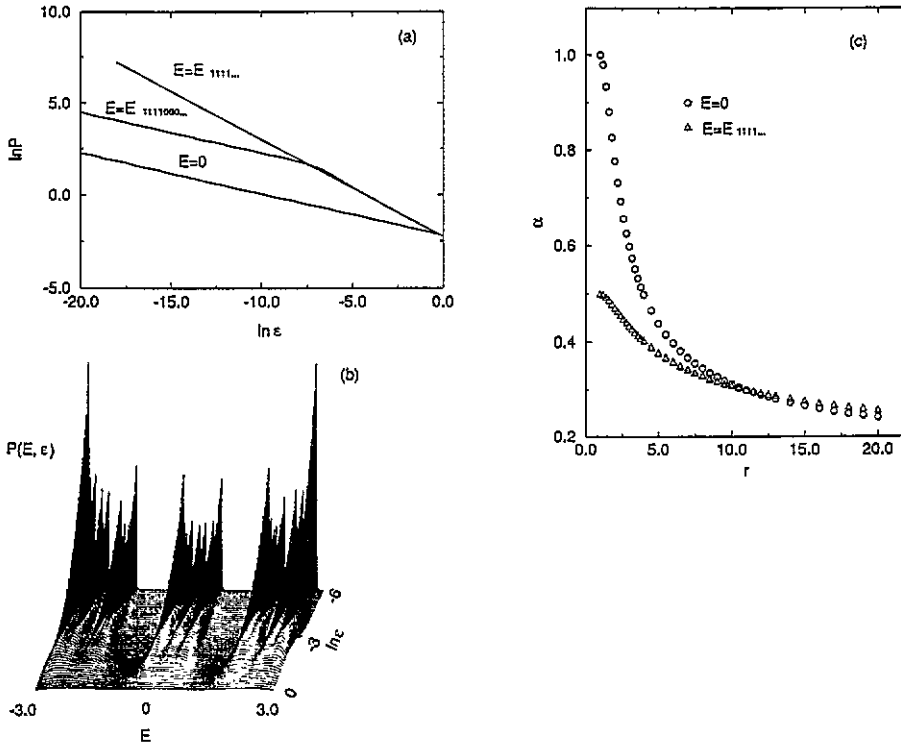 (a)
10.0
5.0
0.0
-5.0
lnP
E=E 1111...
E=E 1111000...
E=0
-20.0 -15.0 -10.0 -5.0 0.0
ln ε
(b)
P(E, ε)
-6
-3
0
lnε
-3.0 0 3.0
E
(c)
1.0
0.8
0.6
0.4
0.2
α
E=0
E=E 1111...
0.0 5.0 10.0 15.0 20.0
r